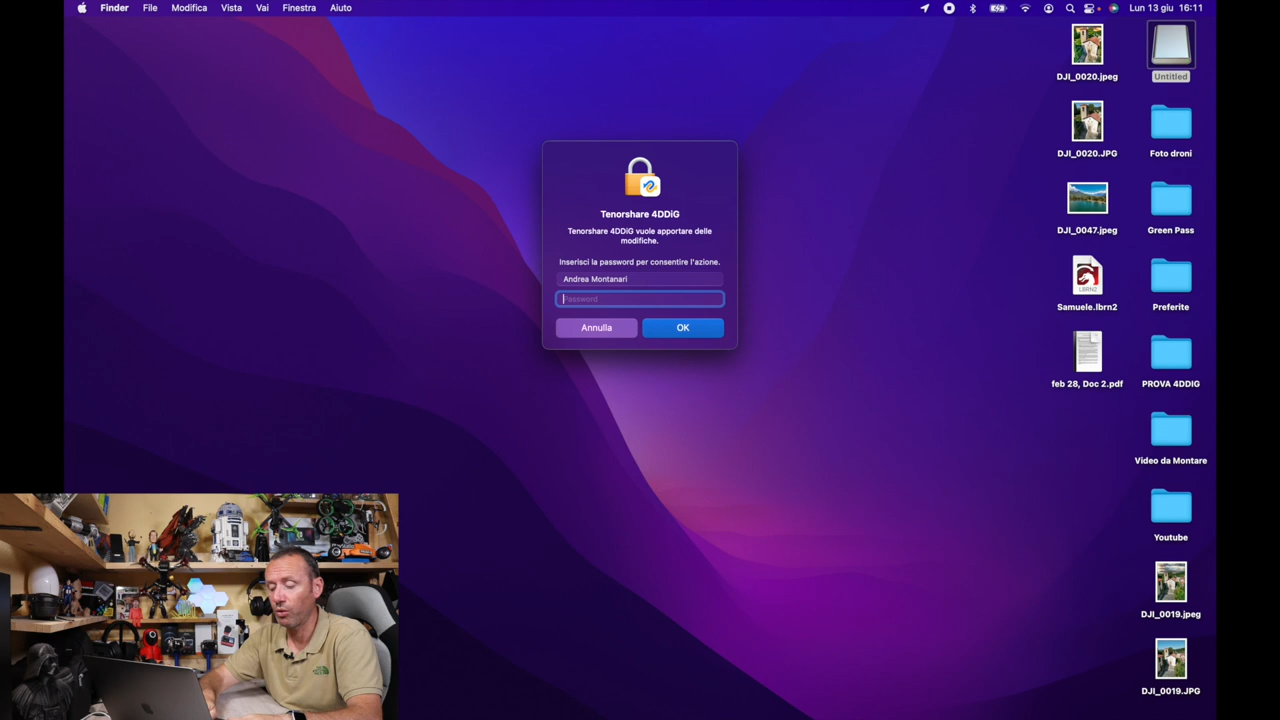 Finder File Modifica Vista Vai Finestra Aiuto
Lun 13 giu 16:11
DJI_0020.jpeg
Untitled
DJI_0020.JPG
Foto droni
DJI_0047.jpeg
Green Pass
LBRN2
Samuele.lbrn2
Preferite
feb 28, Doc 2.pdf
PROVA 4DDIG
Video da Montare
Youtube
DJI_0019.jpeg
DJI_0019.JPG
Tenorshare 4DDiG
Tenorshare 4DDiG vuole apportare delle
modifiche.
Inserisci la password per consentire l'azione.
Andrea Montanari
Password
Annulla
OK